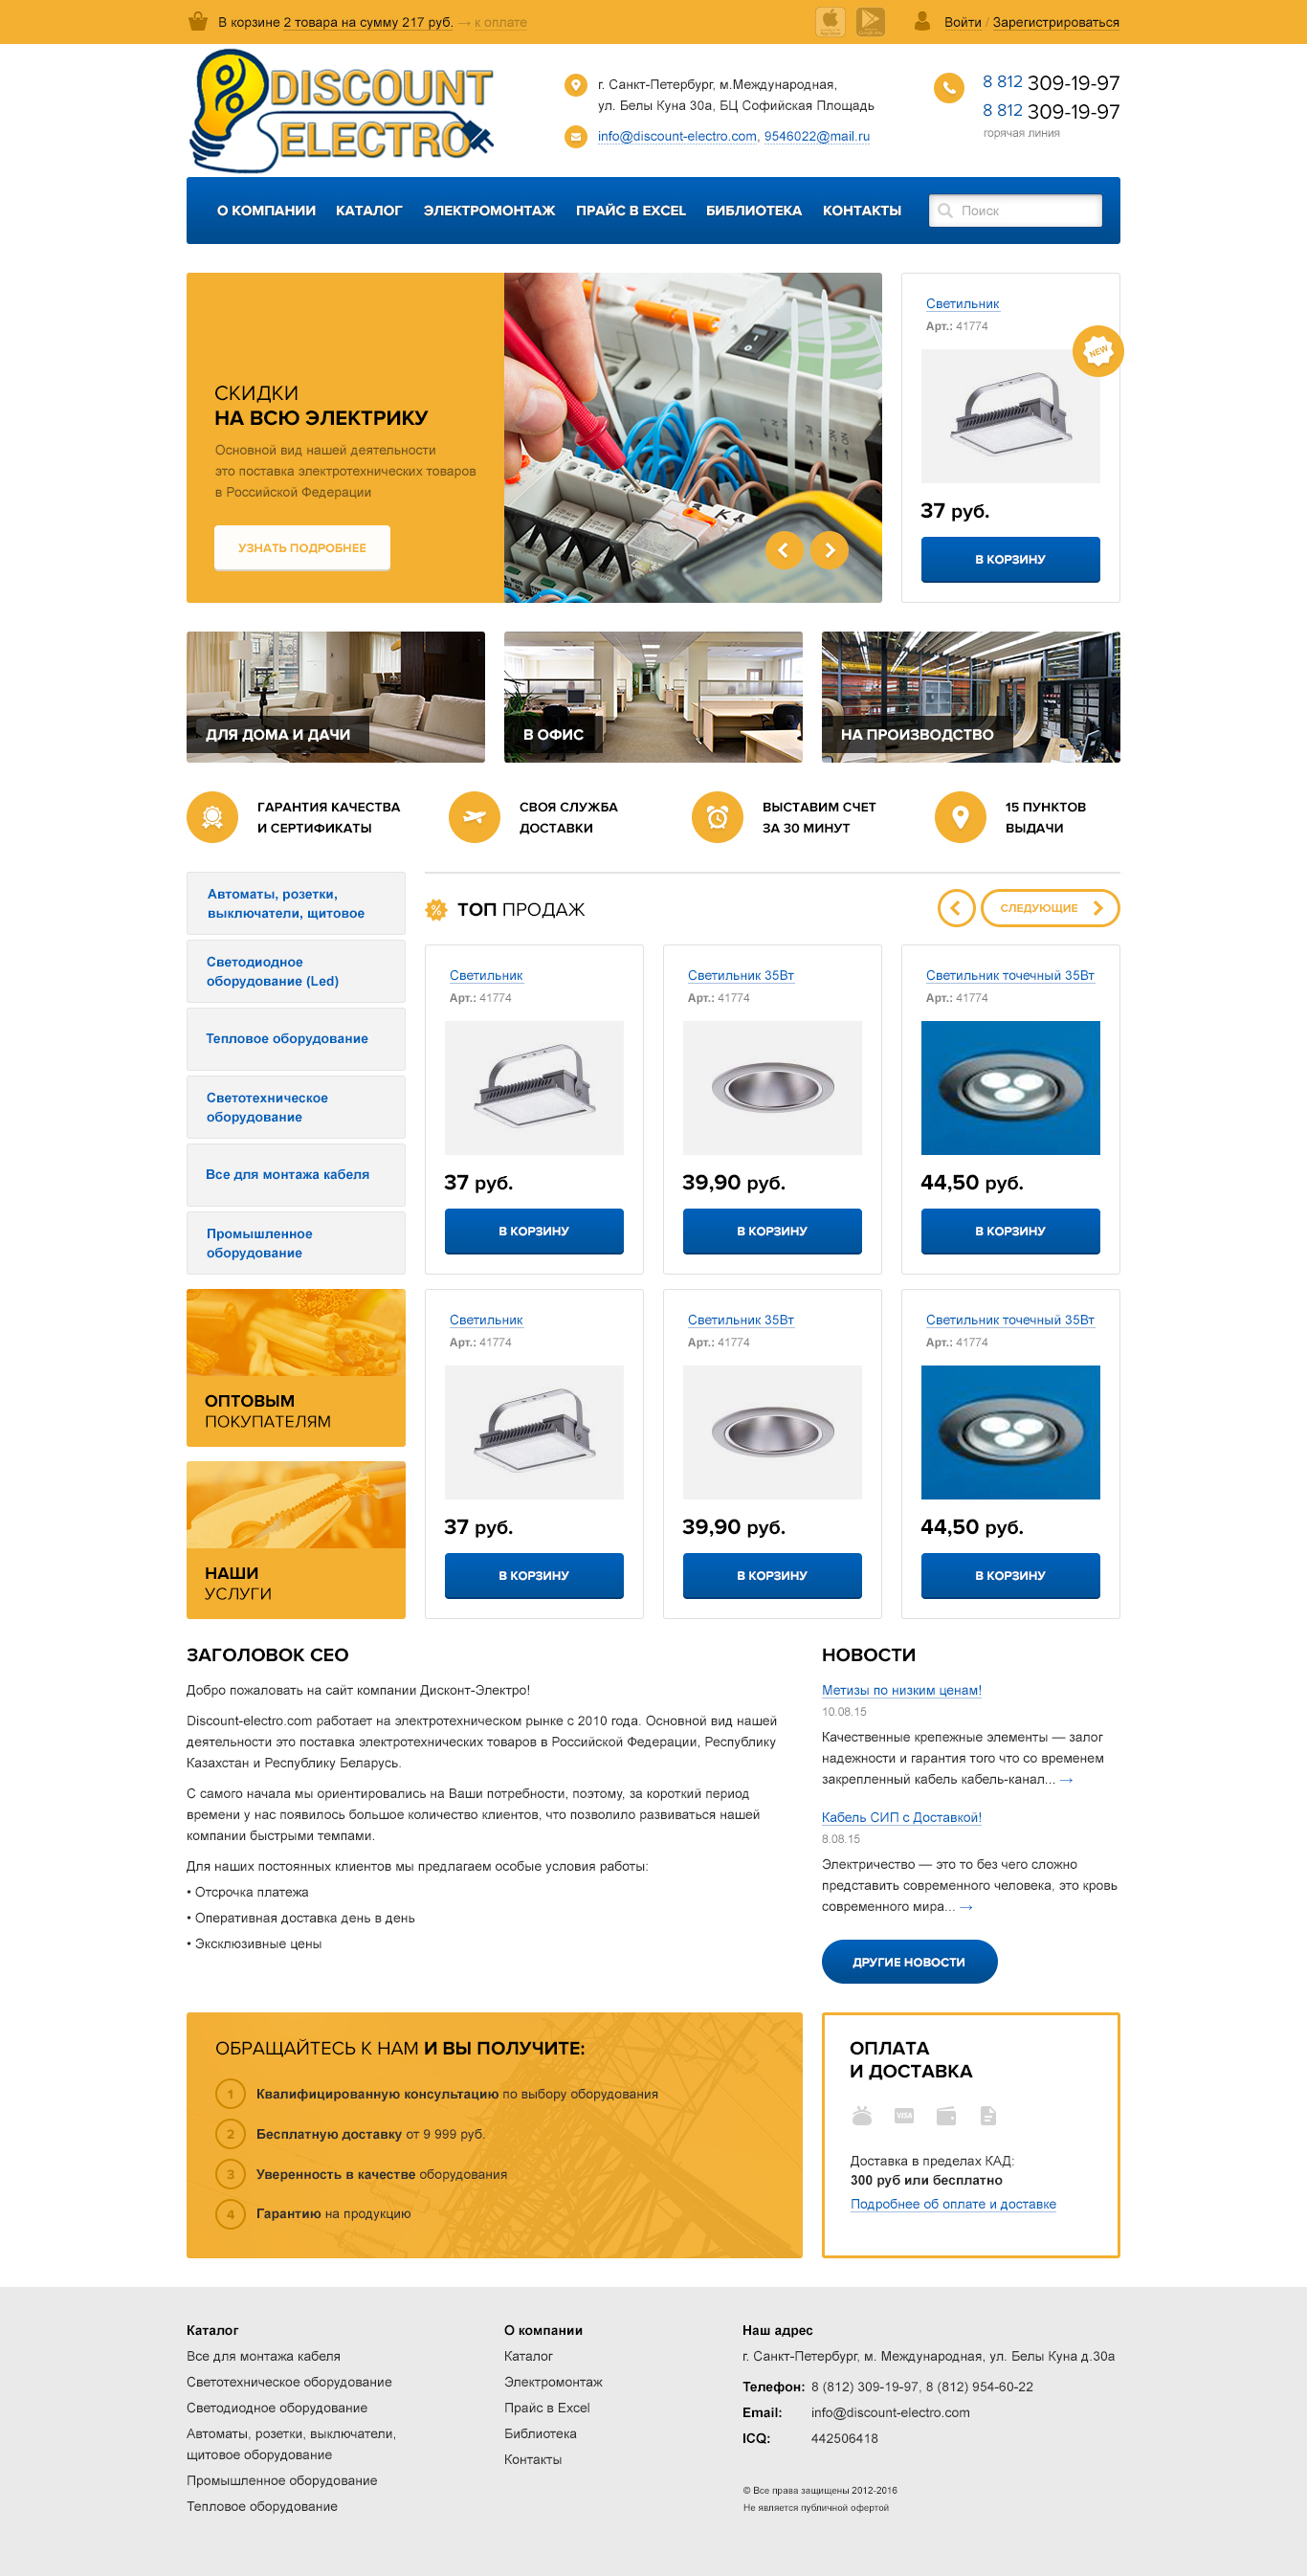 В корзине 2 товара на сумму 217 руб. → к оплате
Войти / Зарегистрироваться
DISCOUNT
ELECTRO
г. Санкт-Петербург, м.Международная,
ул. Белы Куна 30а, БЦ Софийская Площадь
info@discount-electro.com, 9546022@mail.ru
8 812 309-19-97
8 812 309-19-97
горячая линия
О КОМПАНИИ КАТАЛОГ ЭЛЕКТРОМОНТАЖ ПРАЙС В EXCEL БИБЛИОТЕКА КОНТАКТЫ
Поиск
СКИДКИ
НА ВСЮ ЭЛЕКТРИКУ
Основной вид нашей деятельности
это поставка электротехнических товаров
в Российской Федерации
УЗНАТЬ ПОДРОБНЕЕ
Светильник
Арт.: 41774
NEW
37 руб.
В КОРЗИНУ
ДЛЯ ДОМА И ДАЧИ
В ОФИС
НА ПРОИЗВОДСТВО
ГАРАНТИЯ КАЧЕСТВА
И СЕРТИФИКАТЫ
СВОЯ СЛУЖБА
ДОСТАВКИ
ВЫСТАВИМ СЧЕТ
ЗА 30 МИНУТ
15 ПУНКТОВ
ВЫДАЧИ
Автоматы, розетки,
выключатели, щитовое
Светодиодное
оборудование (Led)
Тепловое оборудование
Светотехническое
оборудование
Все для монтажа кабеля
Промышленное
оборудование
ОПТОВЫМ
ПОКУПАТЕЛЯМ
НАШИ
УСЛУГИ
% ТОП ПРОДАЖ
СЛЕДУЮЩИЕ
Светильник
Арт.: 41774
37 руб.
В КОРЗИНУ
Светильник 35Вт
Арт.: 41774
39,90 руб.
В КОРЗИНУ
Светильник точечный 35Вт
Арт.: 41774
44,50 руб.
В КОРЗИНУ
Светильник
Арт.: 41774
37 руб.
В КОРЗИНУ
Светильник 35Вт
Арт.: 41774
39,90 руб.
В КОРЗИНУ
Светильник точечный 35Вт
Арт.: 41774
44,50 руб.
В КОРЗИНУ
ЗАГОЛОВОК СЕО
Добро пожаловать на сайт компании Дисконт-Электро!
Discount-electro.com работает на электротехническом рынке с 2010 года. Основной вид нашей
деятельности это поставка электротехнических товаров в Российской Федерации, Республику
Казахстан и Республику Беларусь.
С самого начала мы ориентировались на Ваши потребности, поэтому, за короткий период
времени у нас появилось большое количество клиентов, что позволило развиваться нашей
компании быстрыми темпами.
Для наших постоянных клиентов мы предлагаем особые условия работы:
• Отсрочка платежа
• Оперативная доставка день в день
• Эксклюзивные цены
НОВОСТИ
Метизы по низким ценам!
10.08.15
Качественные крепежные элементы — залог
надежности и гарантия того что со временем
закрепленный кабель кабель-канал... →
Кабель СИП с Доставкой!
8.08.15
Электричество — это то без чего сложно
представить современного человека, это кровь
современного мира... →
ДРУГИЕ НОВОСТИ
ОБРАЩАЙТЕСЬ К НАМ И ВЫ ПОЛУЧИТЕ:
1 Квалифицированную консультацию по выбору оборудования
2 Бесплатную доставку от 9 999 руб.
3 Уверенность в качестве оборудования
4 Гарантию на продукцию
ОПЛАТА
И ДОСТАВКА
VISA
Доставка в пределах КАД:
300 руб или бесплатно
Подробнее об оплате и доставке
Каталог
Все для монтажа кабеля
Светотехническое оборудование
Светодиодное оборудование
Автоматы, розетки, выключатели,
щитовое оборудование
Промышленное оборудование
Тепловое оборудование
О компании
Каталог
Электромонтаж
Прайс в Excel
Библиотека
Контакты
Наш адрес
г. Санкт-Петербург, м. Международная, ул. Белы Куна д.30а
Телефон: 8 (812) 309-19-97, 8 (812) 954-60-22
Email: info@discount-electro.com
ICQ: 442506418
© Все права защищены 2012-2016
Не является публичной офертой